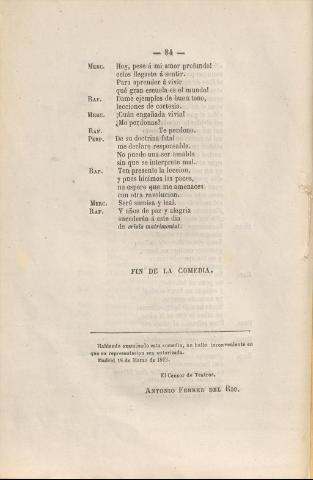 — 84 —
MERC. Hoy, pese á mi amor profundo!
celos llegaste á sentir.
Para aprender á vivir
qué gran escuela es el mundo!
RAF. Dame ejemplos de buen tono,
lecciones de cortesía.
MERC. ¡Cuán engañada vivia!
¿Me perdonas?
RAF. Te perdono.
PERP. De su doctrina fatal
me declaro responsable.
No puede una ser amable
sin que se interprete mal.
RAF. Ten presente la leccion,
y pues hicimos las paces,
no espero que me amenaces
con otra revolucion.
MERC. Seré sumisa y leal.
RAF. Y años de paz y alegría
sucederán á este dia
de crisis matrimonial.
FIN DE LA COMEDIA.
Habiendo examinado esta comedia, no hallo inconveniente en
que su representacion sea autorizada.
Madrid 18 de Marzo de
El Censor de Teatros,
ANTONIO FERRER DEL RIO.